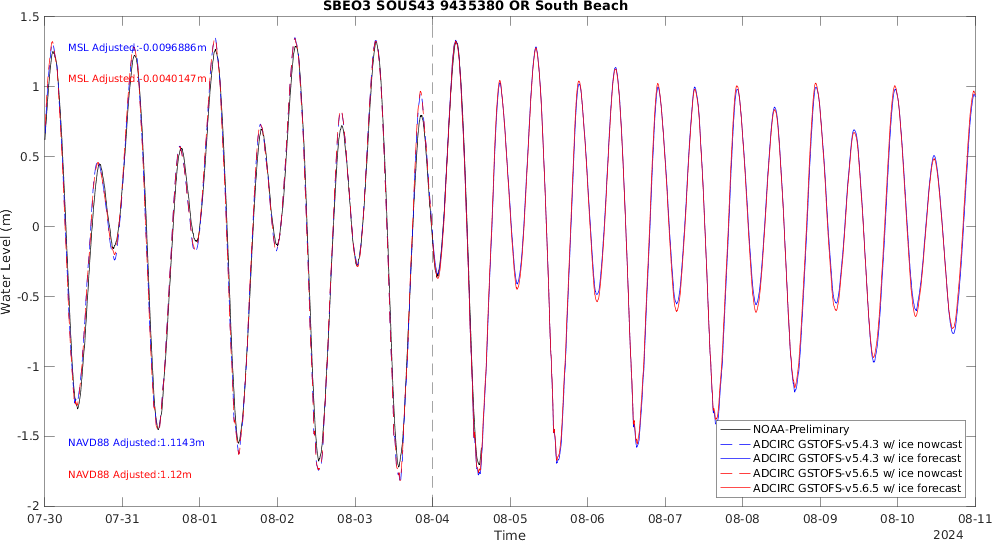 SBEO3 SOUS43 9435380 OR South Beach
MSL Adjusted:-0.0096886m
MSL Adjusted:-0.0040147m
1.5
1
0.5
0
-0.5
-1
-1.5
-2
Water Level (m)
NAVD88 Adjusted:1.1143m
NAVD88 Adjusted:1.12m
NOAA-Preliminary
ADCIRC GSTOFS-v5.4.3 w/ ice nowcast
ADCIRC GSTOFS-v5.4.3 w/ ice forecast
ADCIRC GSTOFS-v5.6.5 w/ ice nowcast
ADCIRC GSTOFS-v5.6.5 w/ ice forecast
07-30 07-31 08-01 08-02 08-03 08-04 08-05 08-06 08-07 08-08 08-09 08-10 08-11
Time
2024